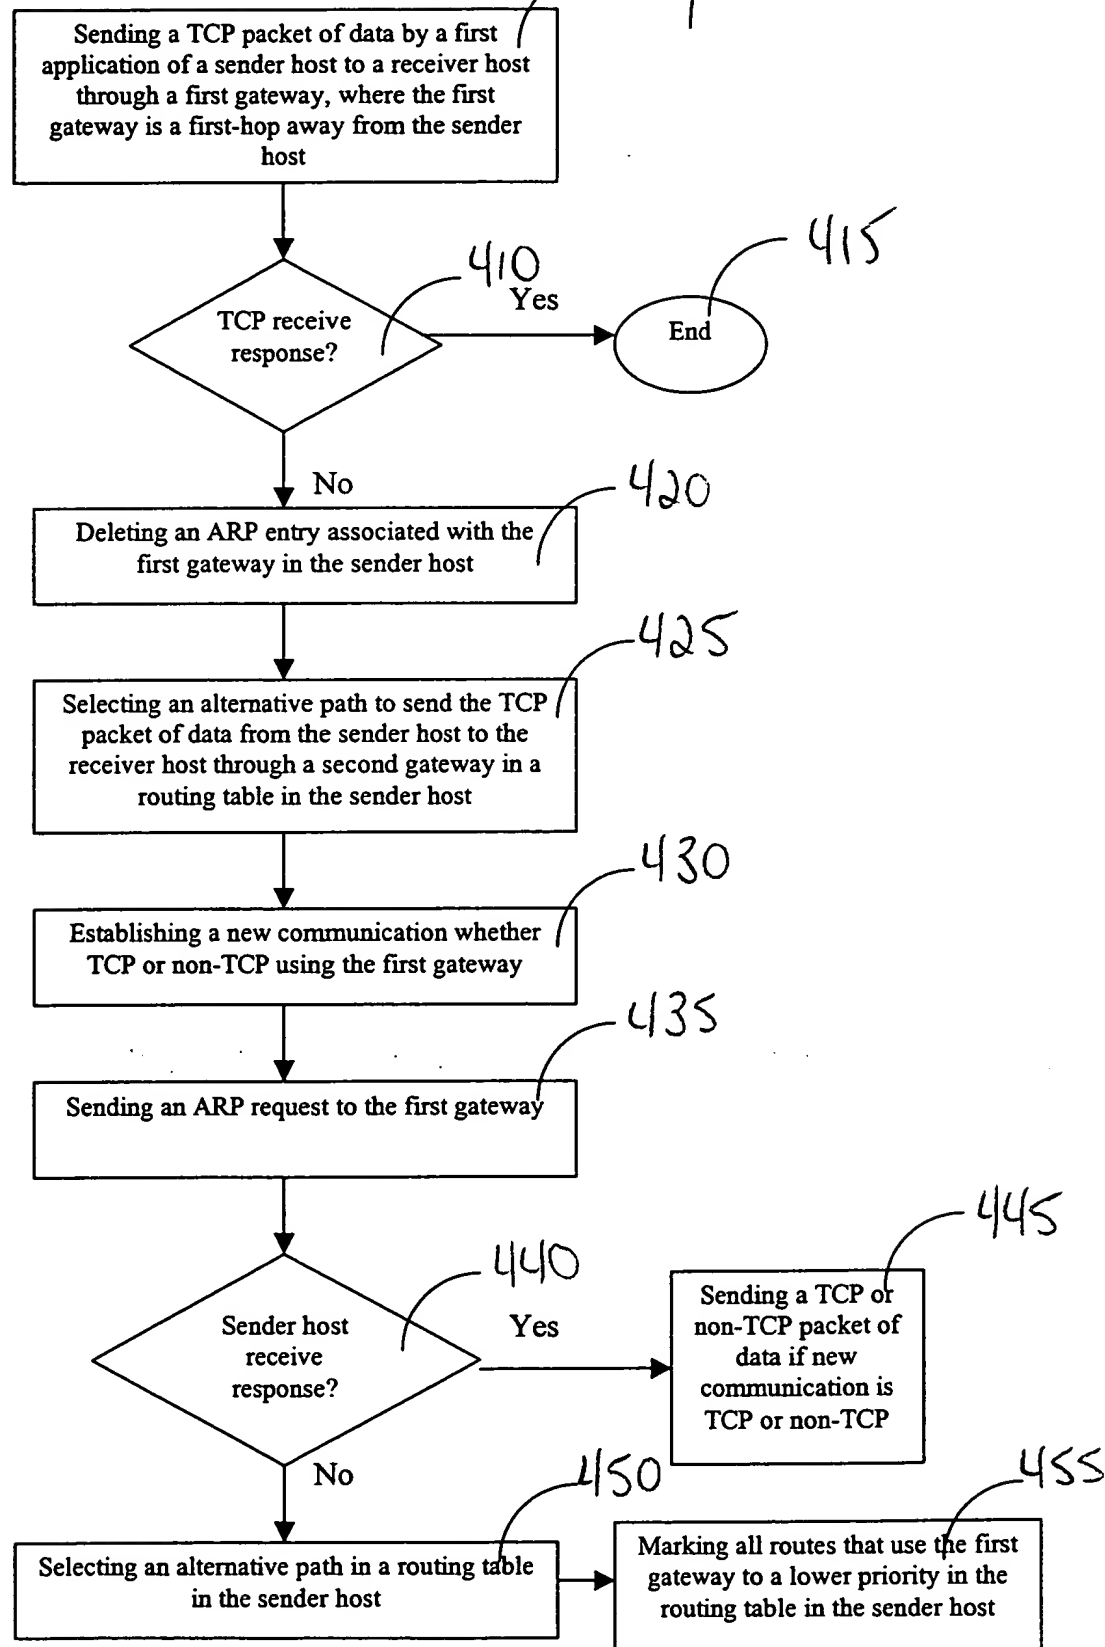 Sending a TCP packet of data by a first
application of a sender host to a receiver host
through a first gateway, where the first
gateway is a first-hop away from the sender
host
415
410
Yes
TCP receive
response?
End
No
420
Deleting an ARP entry associated with the
first gateway in the sender host
425
Selecting an alternative path to send the TCP
packet of data from the sender host to the
receiver host through a second gateway in a
routing table in the sender host
430
Establishing a new communication whether
TCP or non-TCP using the first gateway
435
Sending an ARP request to the first gateway
445
440
Sender host
receive
response?
Yes
Sending a TCP or
non-TCP packet of
data if new
communication is
TCP or non-TCP
No
450
455
Selecting an alternative path in a routing table
in the sender host
Marking all routes that use the first
gateway to a lower priority in the
routing table in the sender host